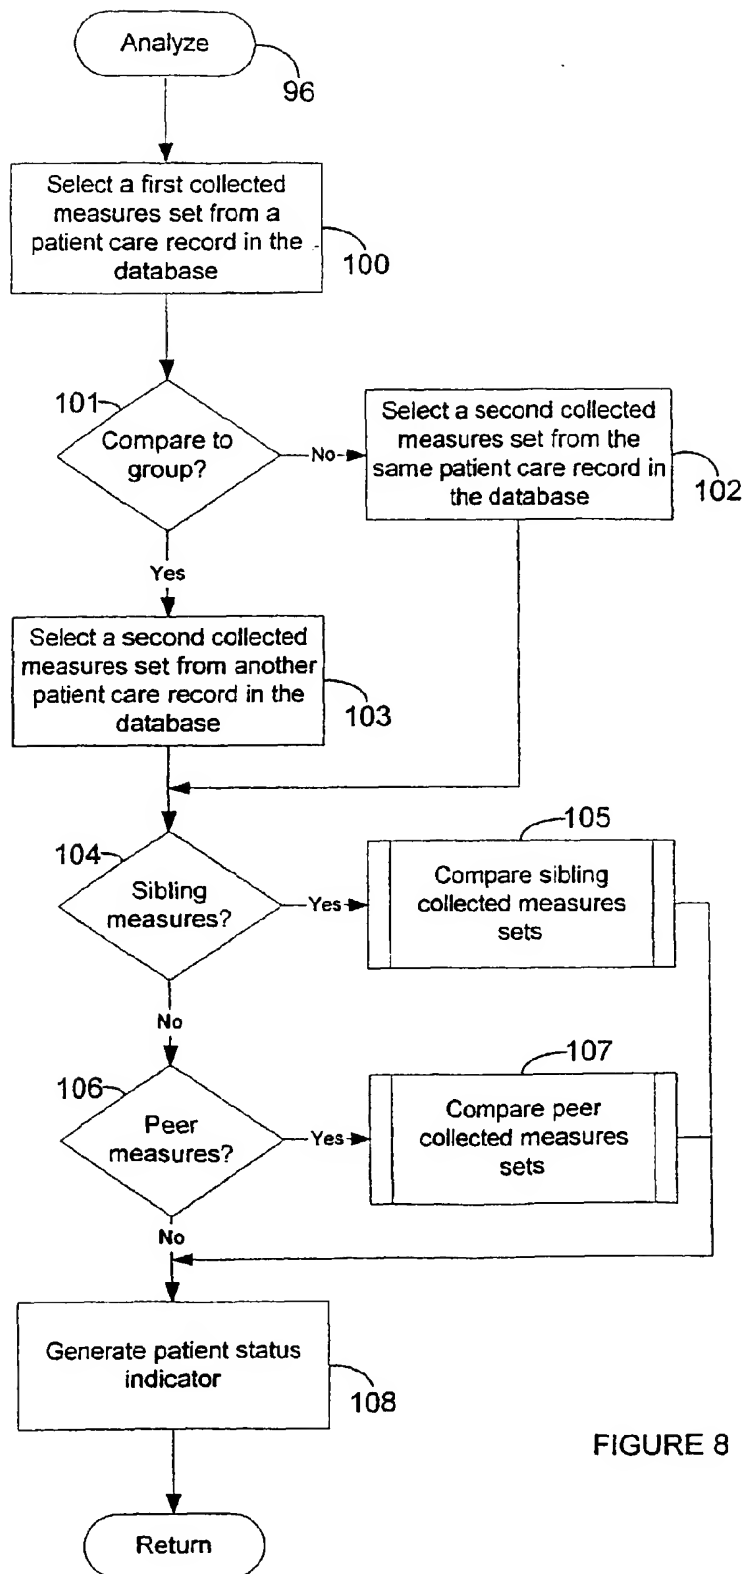 Analyze
96
Select a first collected
measures set from a
patient care record in the
database
100
101
Compare to
group?
No
Select a second collected
measures set from the
same patient care record in
the database
102
Yes
Select a second collected
measures set from another
patient care record in the
database
103
104
Sibling
measures?
Yes
105
Compare sibling
collected measures
sets
No
106
Peer
measures?
Yes
107
Compare peer
collected measures
sets
No
Generate patient status
indicator
108
FIGURE 8
Return